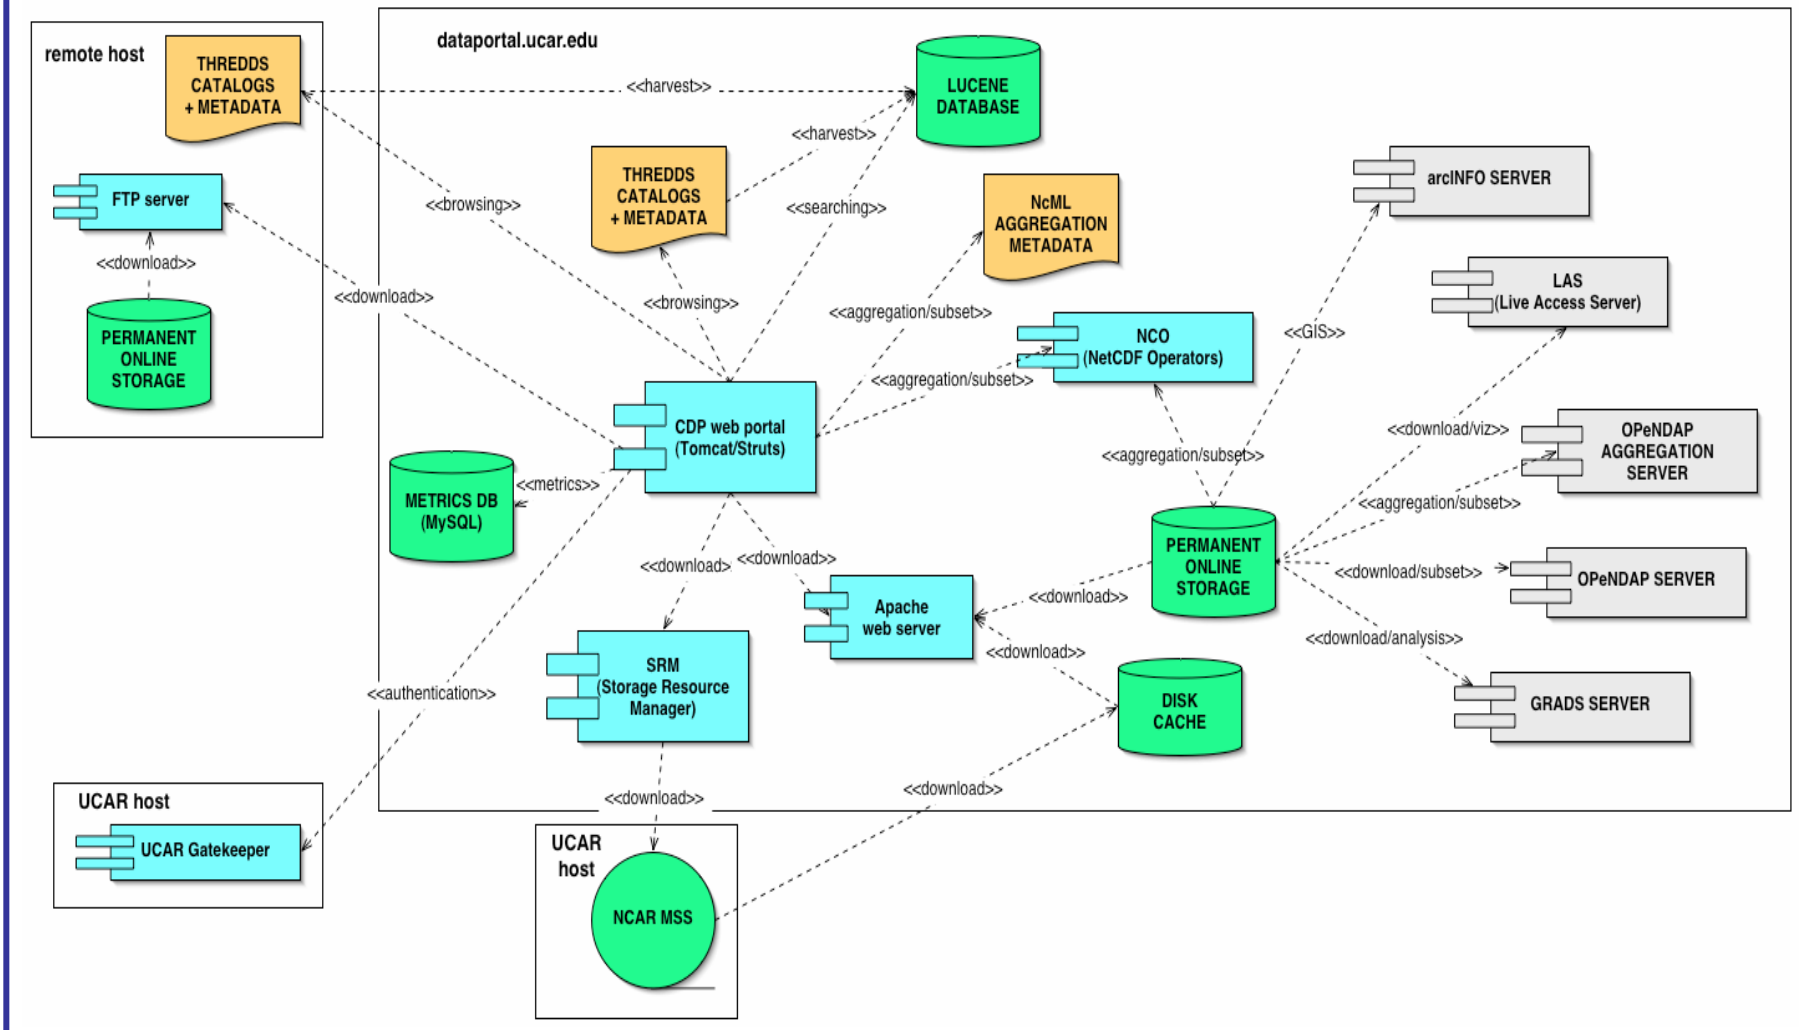 remote host
THREDDS
CATALOGS
+ METADATA
FTP server
<<download>>
PERMANENT
ONLINE
STORAGE
dataportal.ucar.edu
<<harvest>>
LUCENE
DATABASE
<<harvest>>
THREDDS
CATALOGS
+ METADATA
<<browsing>>
<<searching>>
NcML
AGGREGATION
METADATA
arcINFO SERVER
<<download>>
<<browsing>>
<<aggregation/subset>>
LAS
(Live Access Server)
NCO
(NetCDF Operators)
<<GIS>>
<<aggregation/subset>>
CDP web portal
(Tomcat/Struts)
<<download/viz>>
OPeNDAP
AGGREGATION
SERVER
<<aggregation/subset>>
METRICS DB
(MySQL)
<<metrics>>
<<aggregation/subset>>
PERMANENT
ONLINE
STORAGE
<<download>
<<download>>
<<download/subset>>
OPeNDAP SERVER
Apache
web server
<<download>>
<<download/analysis>>
<<download>>
SRM
(Storage Resource
Manager)
<<authentication>>
DISK
CACHE
GRADS SERVER
<<download>>
<<download>>
UCAR host
UCAR Gatekeeper
UCAR
host
NCAR MSS